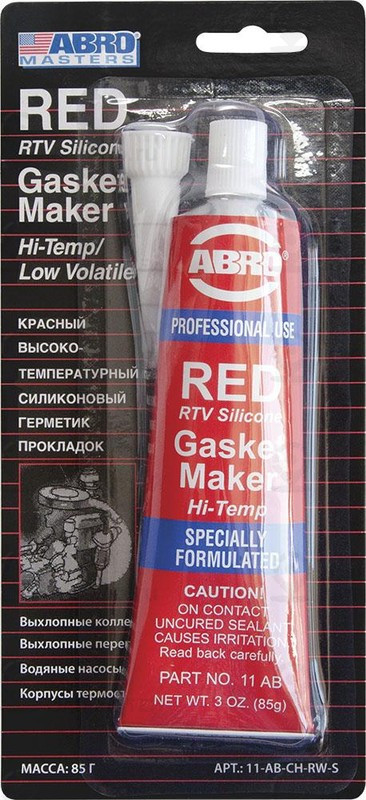 ABRO
MASTERS
RED
RTV Silicone
Gasket
Maker
Hi-Temp/
Low Volatile
КРАСНЫЙ
ВЫСОКО-
ТЕМПЕРАТУРНЫЙ
СИЛИКОНОВЫЙ
ГЕРМЕТИК
ПРОКЛАДОК
Выхлопные колле
Выхлопные пере
Водяные насосы
Корпусы термост
МАССА: 85 Г
АРТ.: 11-AB-CH-RW-S
ABRO
PROFESSIONAL USE
RED
RTV Silicone
Gasket
Maker
Hi-Temp
SPECIALLY
FORMULATED
CAUTION!
ON CONTACT
UNCURED SEALANT
CAUSES IRRITATION
Read back carefully.
PART NO. 11 AB
NET WT. 3 OZ. (85g)